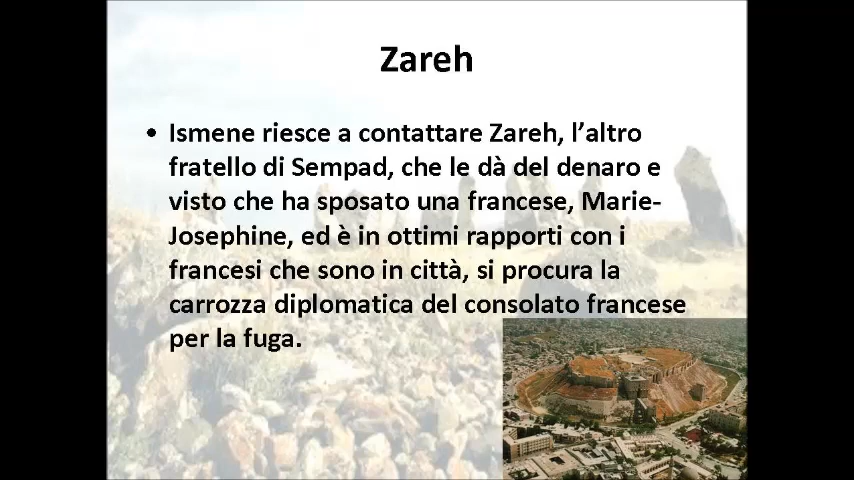 Zareh
• Ismene riesce a contattare Zareh, l’altro
fratello di Sempad, che le dà del denaro e
visto che ha sposato una francese, Marie-
Josephine, ed è in ottimi rapporti con i
francesi che sono in città, si procura la
carrozza diplomatica del consolato francese
per la fuga.